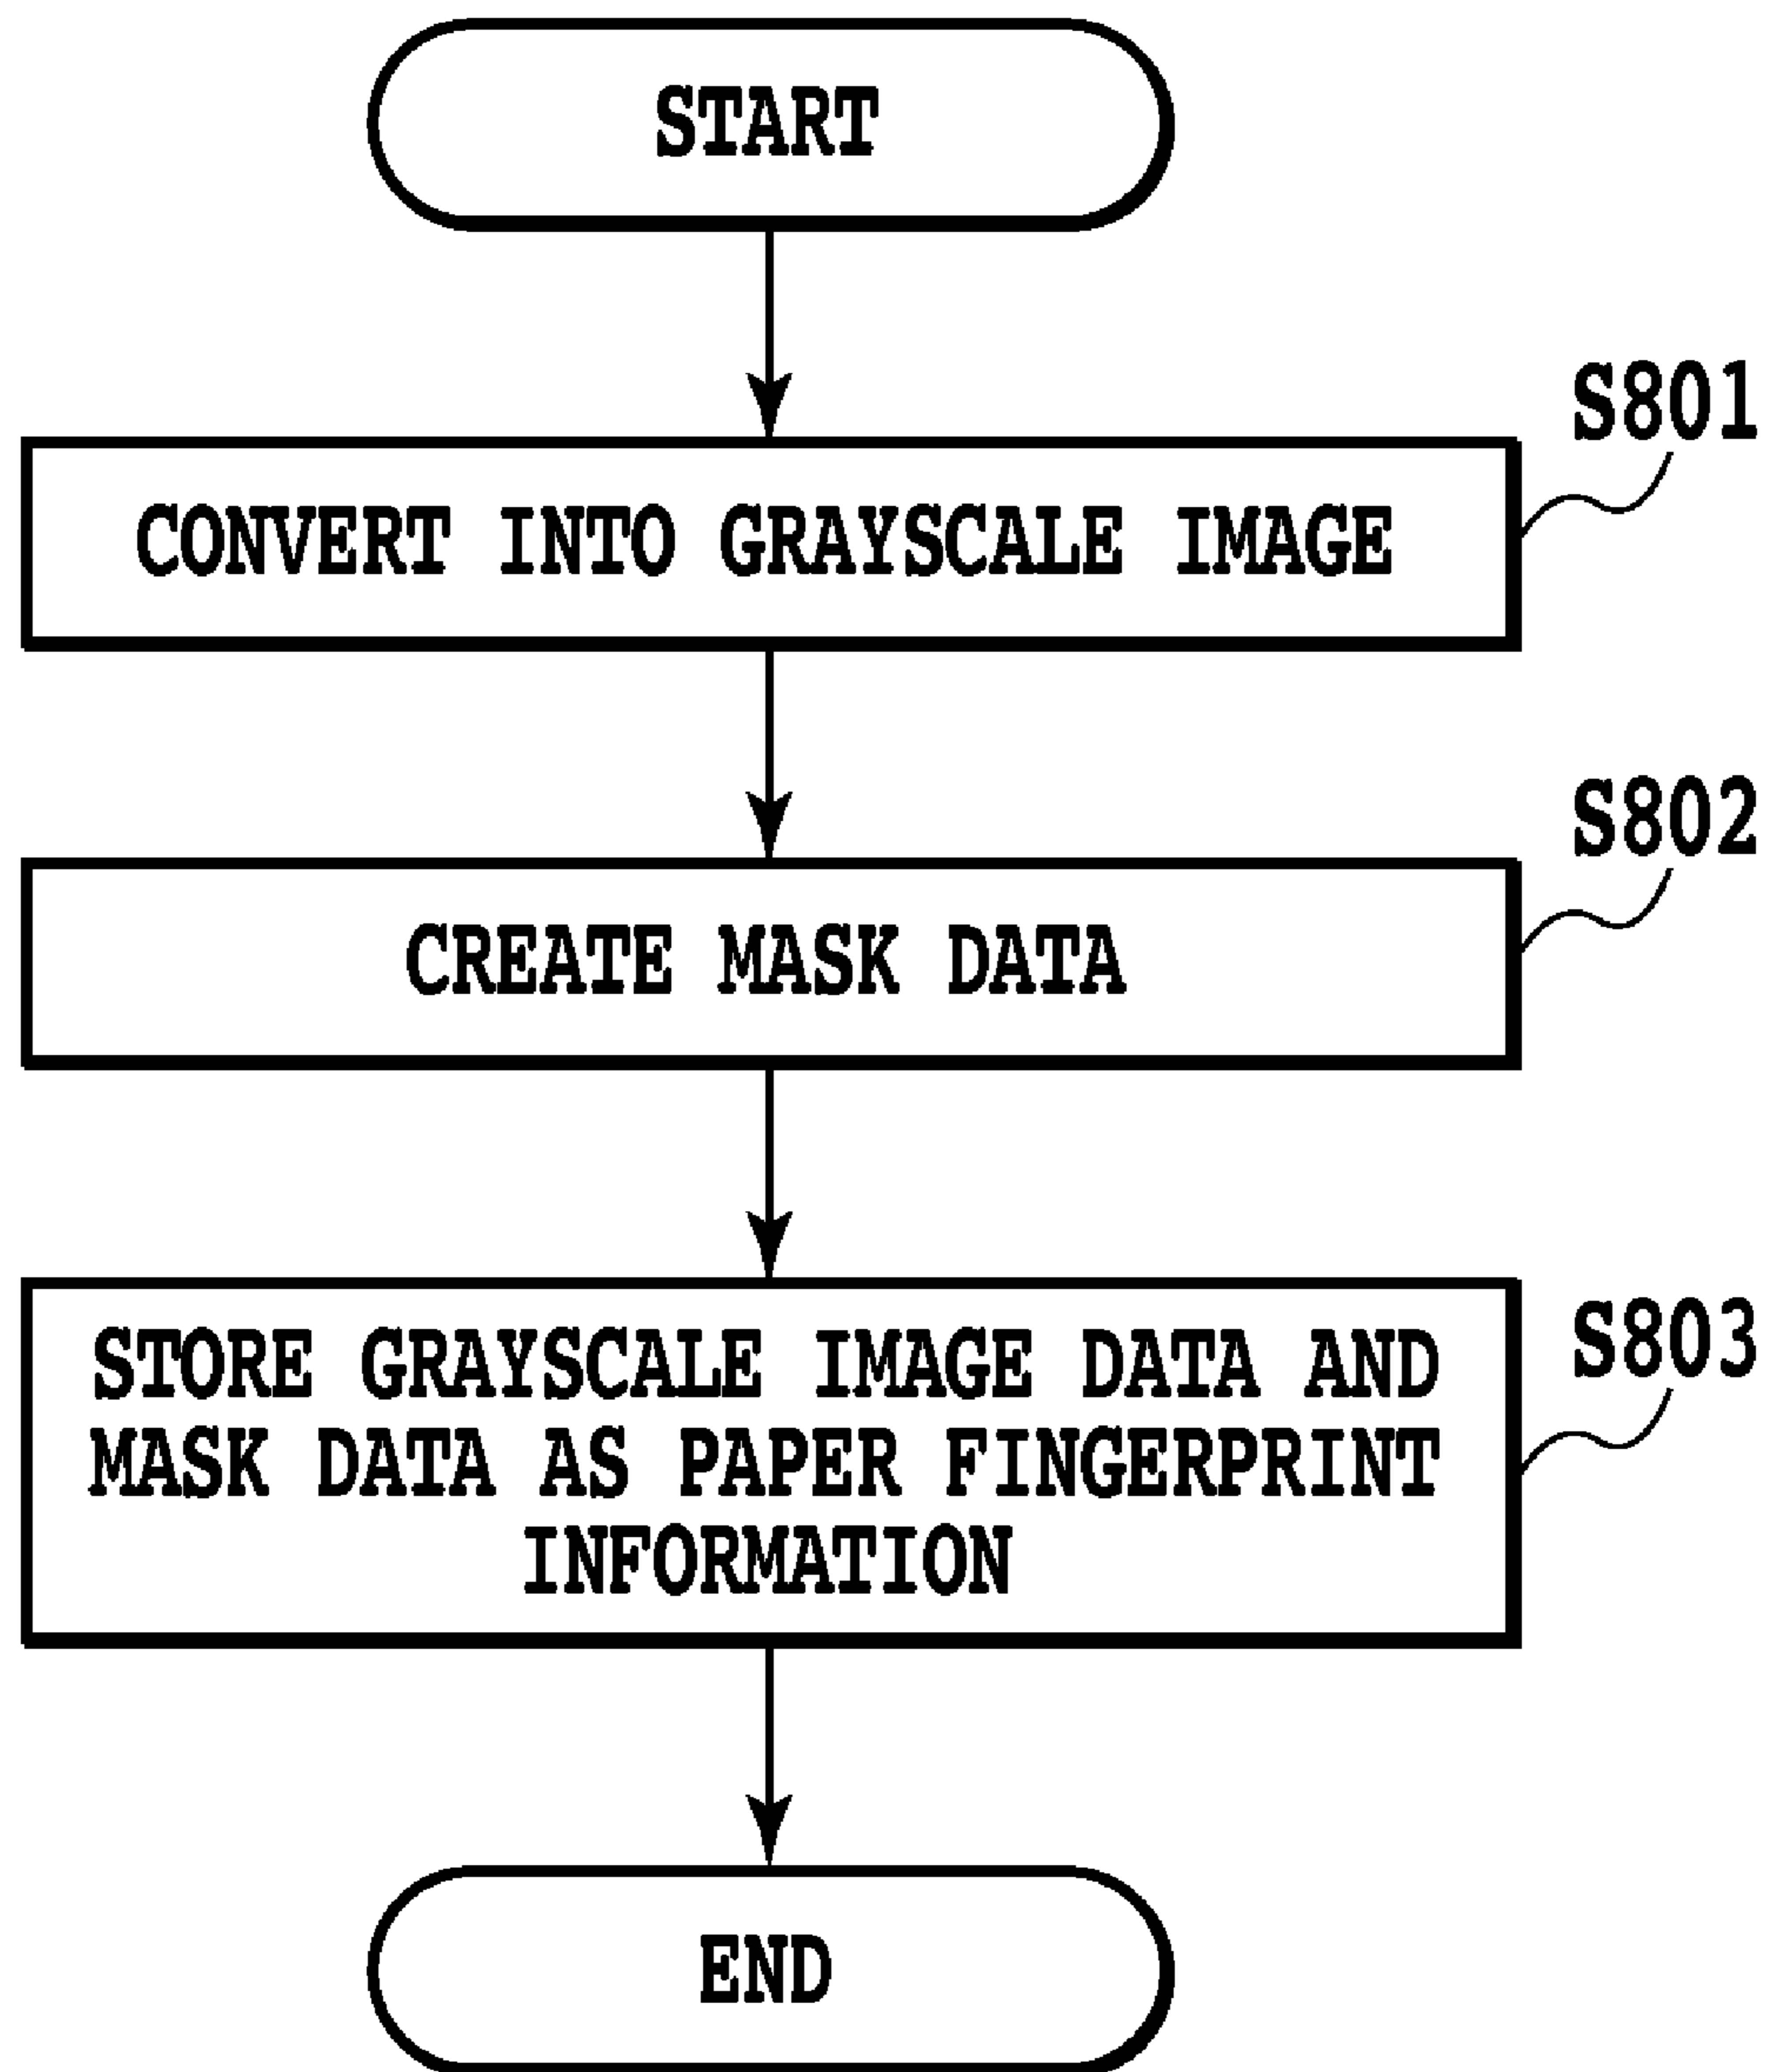 START
S801
CONVERT INTO GRAYSCALE IMAGE
S802
CREATE MASK DATA
S803
STORE GRAYSCALE IMAGE DATA AND
MASK DATA AS PAPER FINGERPRINT
INFORMATION
END